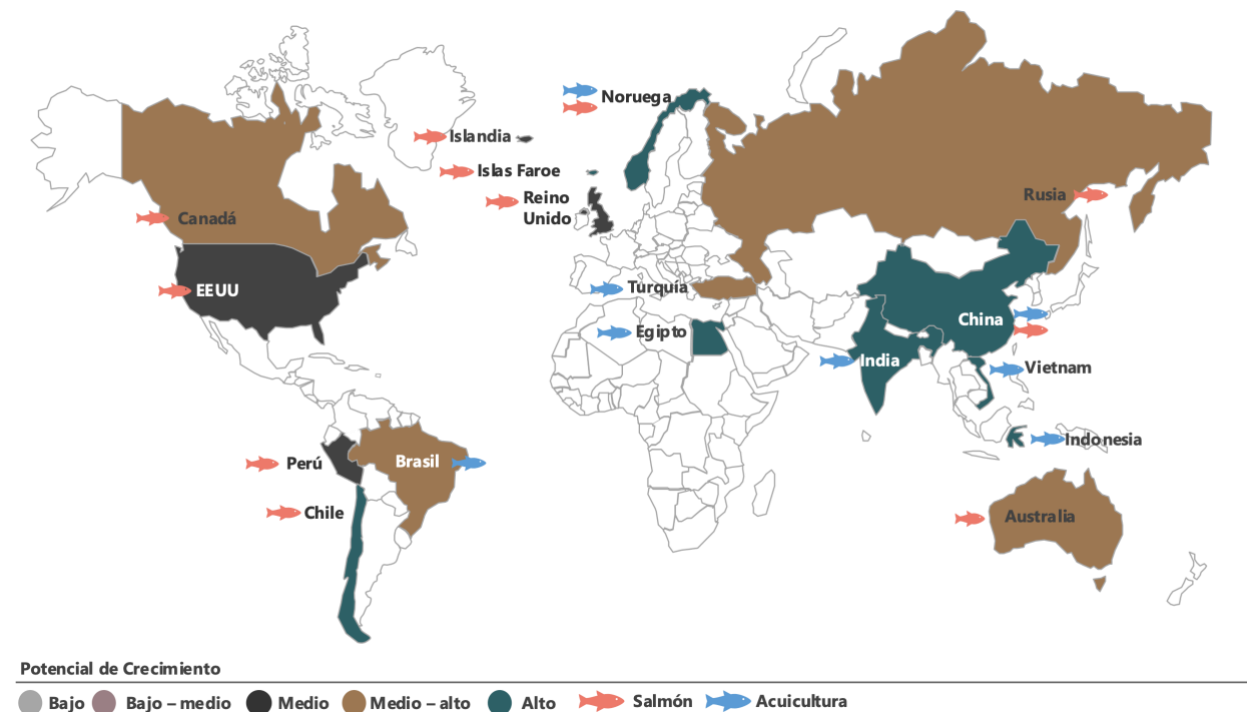 Noruega
Islandia
Islas Faroe
Reino
Unido
Rusia
Canadá
EEUU
Turquía
China
Egipto
India
Vietnam
Indonesia
Perú
Brasil
Chile
Australia
Potencial de Crecimiento
Bajo Bajo – medio Medio Medio – alto Alto Salmón Acuicultura